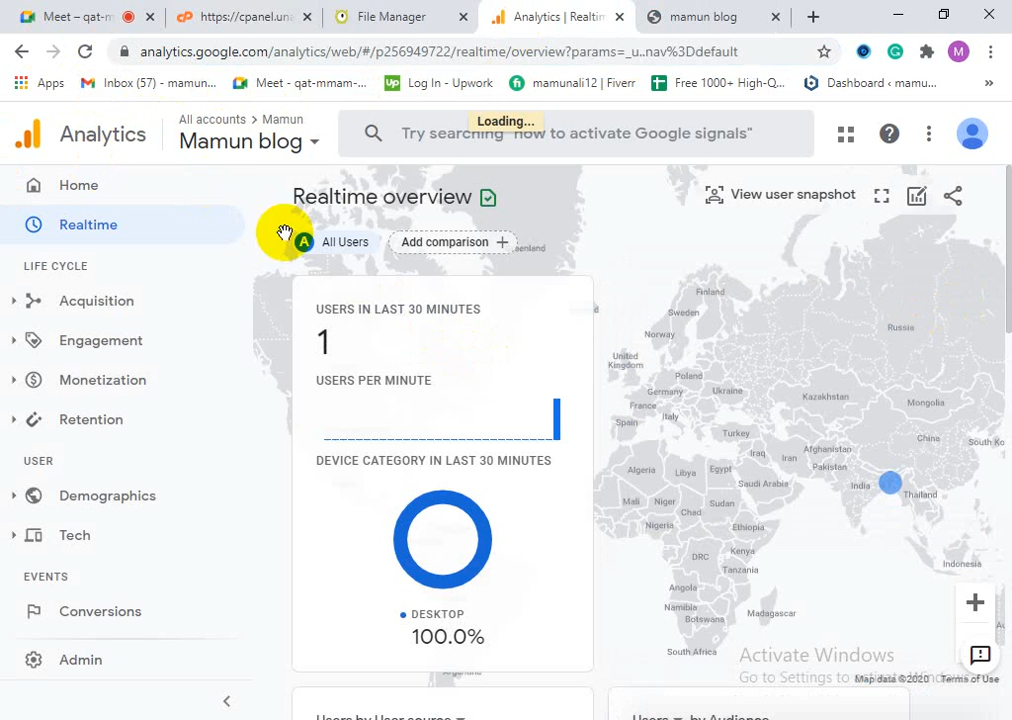 Meet – qat-m
https://cpanel.una
File Manager
Analytics | Realtim
mamun blog
analytics.google.com/analytics/web/#/p256949722/realtime/overview?params=_u..nav%3Ddefault
M
Apps
Inbox (57) - mamun...
Meet - qat-mmam-...
Up
Log In - Upwork
fi
mamunali12 | Fiverr
Free 1000+ High-Q...
Dashboard ‹ mamu...
»
Analytics
All accounts > Mamun
Mamun blog
Loading...
Try searching "how to activate Google signals"
Home
Realtime
LIFE CYCLE
Acquisition
Engagement
Monetization
Retention
USER
Demographics
Tech
EVENTS
Conversions
Admin
Realtime overview
View user snapshot
A
All Users
Add comparison
eenland
USERS IN LAST 30 MINUTES
1
USERS PER MINUTE
DEVICE CATEGORY IN LAST 30 MINUTES
DESKTOP
100.0%
Finland
Sweden
Norway
Russia
United
Kingdom
Poland
Germany
Ukraine
France
Kazakhstan
Mongolia
Spain
Italy
Turkey
China
South Ko
Iraq
Iran
Afghanistan
Pakistan
Algeria
Libya
Egypt
Saudi Arabia
India
Thailand
Mali
Niger
Sudan
Chad
Nigeria
Ethiopia
DRC
Kenya
Tanzania
Indonesia
Angola
Namibia
Madagascar
Botswana
South Africa
Argentina
Activate Windows
Go to Settings to activate Windows.
Map data ©2020
Terms of Use
Users by User source
Users by Audience